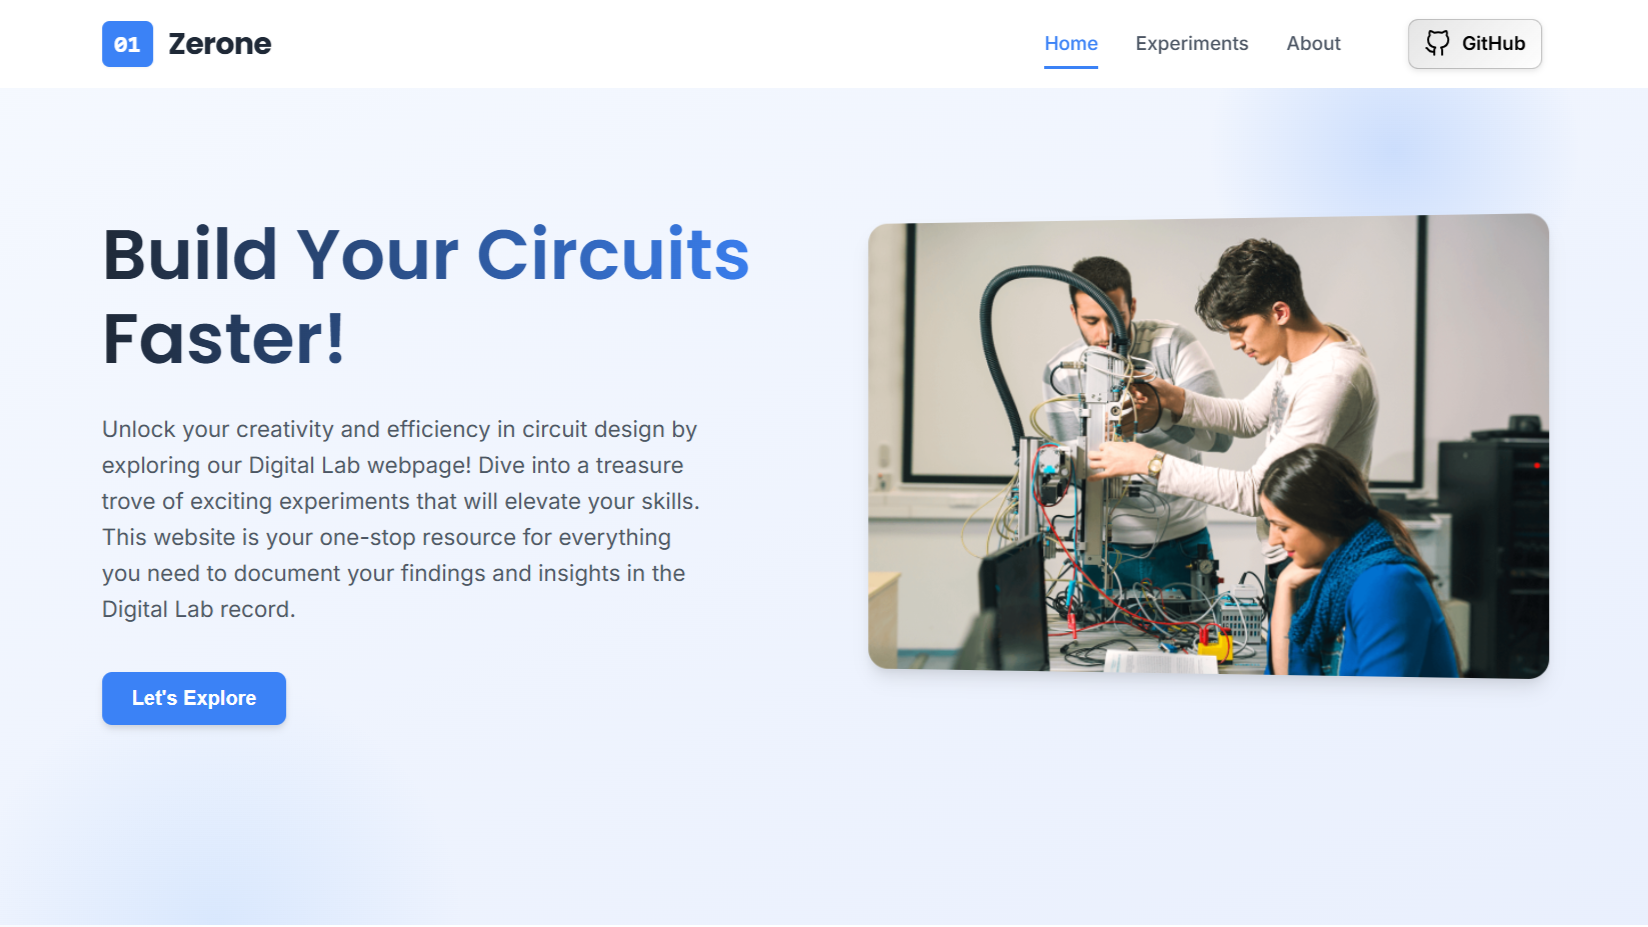 01 Zerone
Home Experiments About GitHub
Build Your Circuits
Faster!
Unlock your creativity and efficiency in circuit design by
exploring our Digital Lab webpage! Dive into a treasure
trove of exciting experiments that will elevate your skills.
This website is your one-stop resource for everything
you need to document your findings and insights in the
Digital Lab record.
Let's Explore